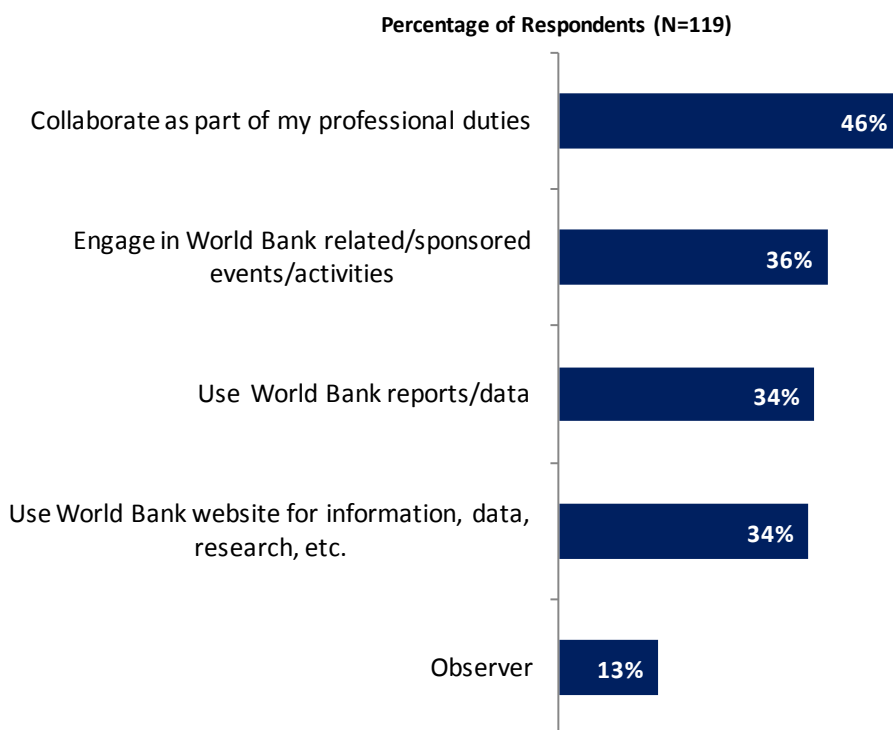 Percentage of Respondents (N=119)
Collaborate as part of my professional duties
46%
Engage in World Bank related/sponsored
events/activities
36%
Use World Bank reports/data
34%
Use World Bank website for information, data,
research, etc.
34%
Observer
13%